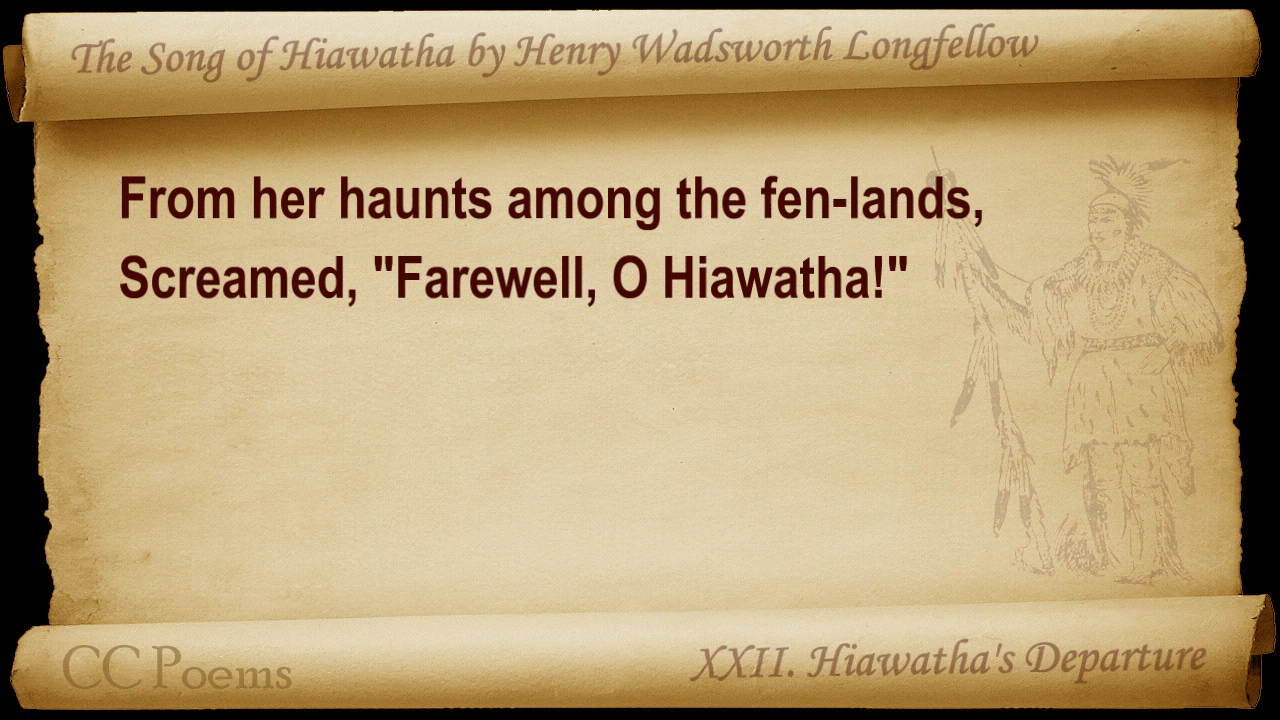 The Song of Hiawatha by Henry Wadsworth Longfellow
From her haunts among the fen-lands,
Screamed, "Farewell, O Hiawatha!"
CC Poems
XXII. Hiawatha's Departure